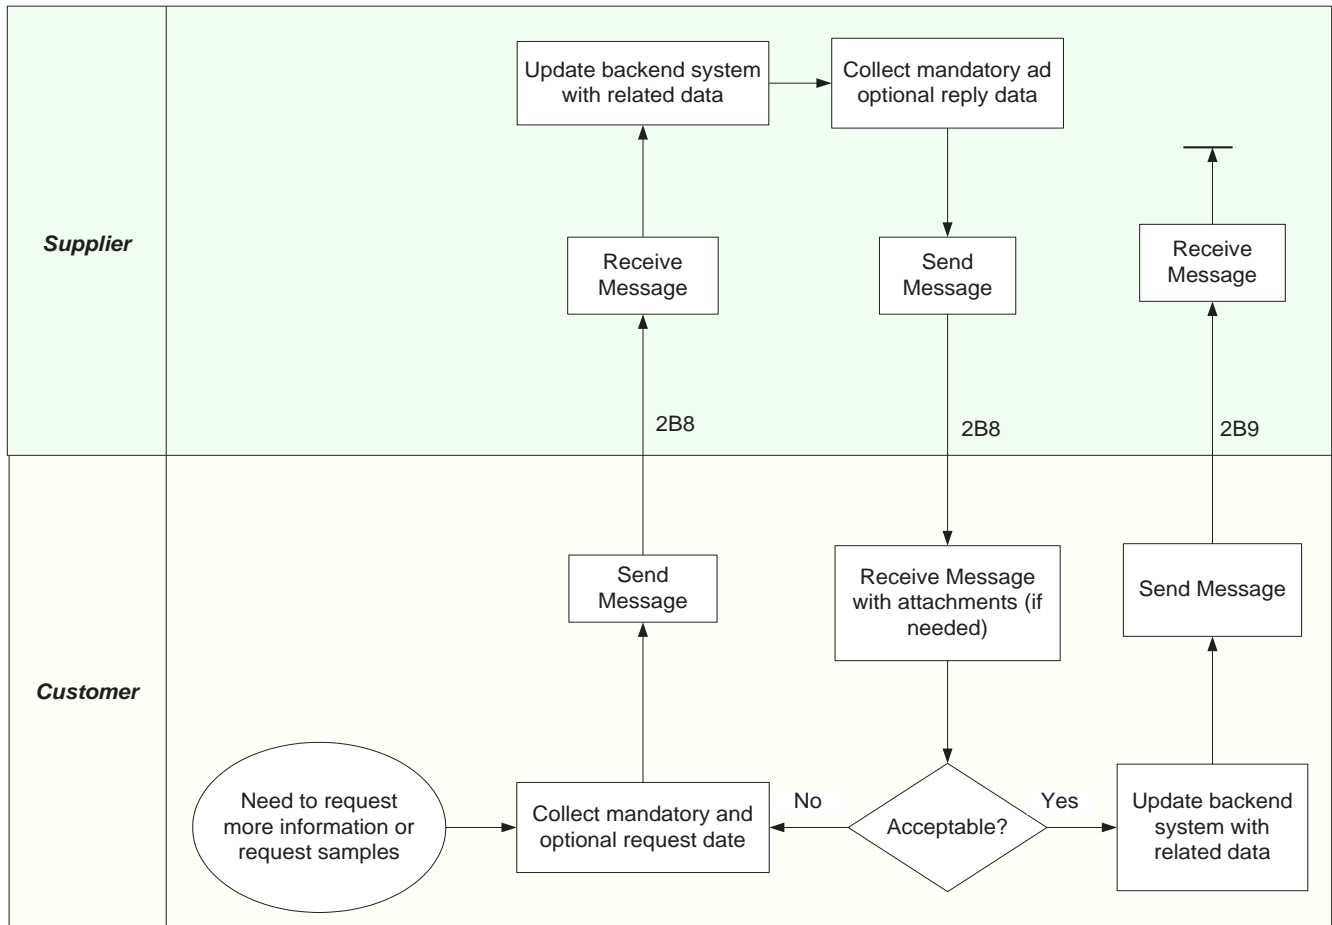 Update backend system
with related data
Collect mandatory ad
optional reply data
Supplier
Receive
Message
Send
Message
Receive
Message
2B8
2B8
2B9
Customer
Send
Message
Receive Message
with attachments (if
needed)
Send Message
Need to request
more information or
request samples
Collect mandatory and
optional request date
No
Acceptable?
Yes
Update backend
system with
related data